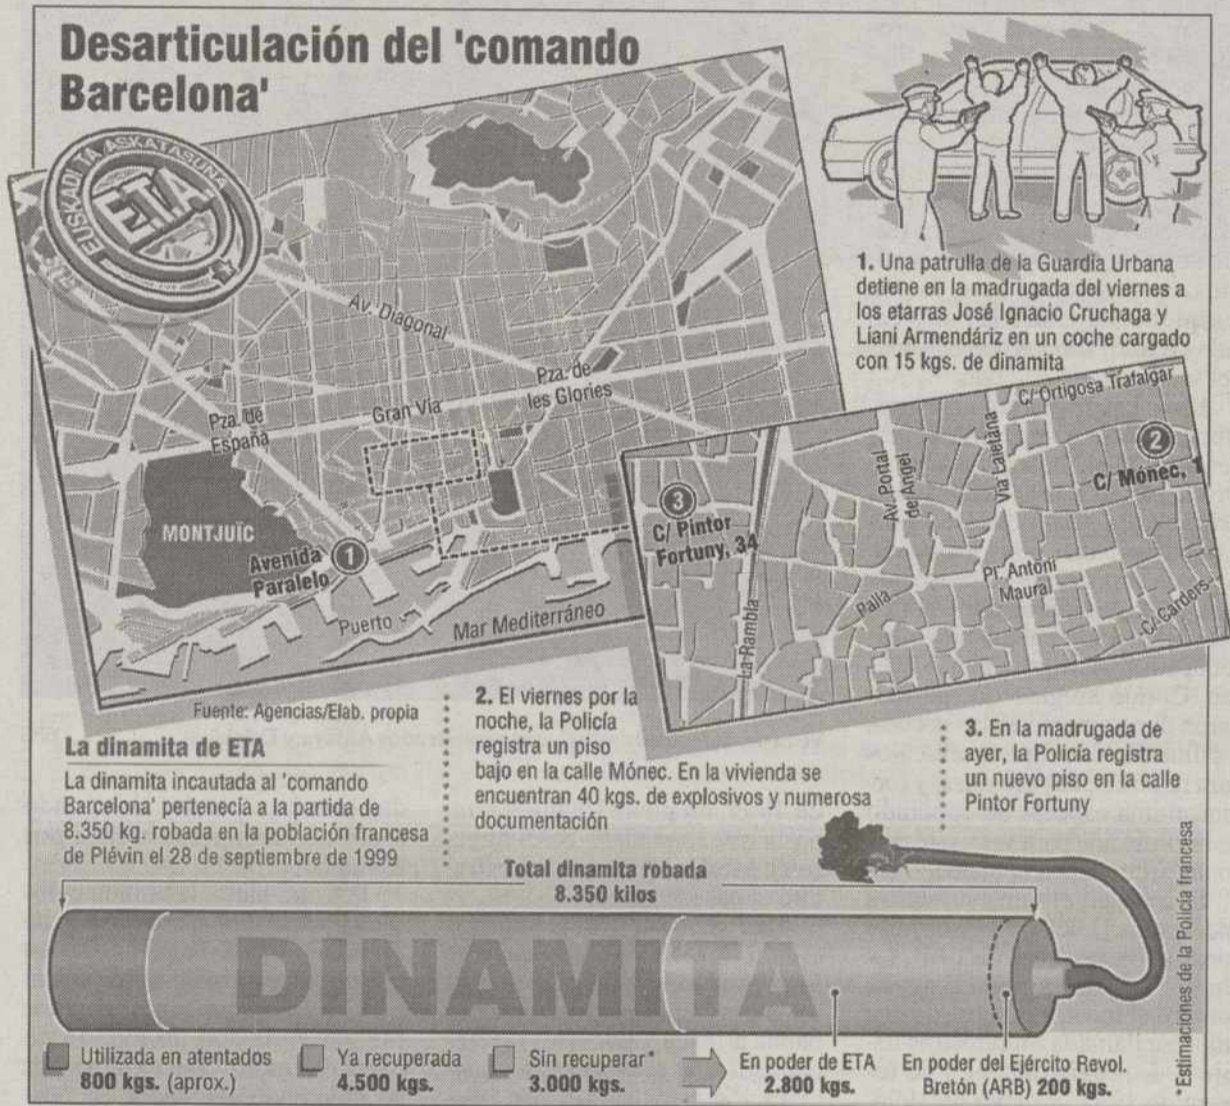 Desarticulación del 'comando
Barcelona'
EUSKADI TA ASKATASUNA
ETA
1. Una patrulla de la Guardia Urbana
detiene en la madrugada del viernes a
los etarras José Ignacio Cruchaga y
Liani Armendáriz en un coche cargado
con 15 kgs. de dinamita
Av. Diagonal
Pza. de
les Glories
Gran Vía
Pza. de
España
MONTJUÏC
Avenida
Paralelo
1
Puerto
Mar Mediterráneo
C/ Ortigosa Trafalgar
2
C/ Mónec, 1
Vía Laietana
Av. Portal
de Angel
3
C/ Pintor
Fortuny, 34
Pr. Antoni
Maural
Palla
C/ Carders
La Rambla
Fuente: Agencias/Elab. propia
La dinamita de ETA
La dinamita incautada al 'comando
Barcelona' pertenecía a la partida de
8.350 kg. robada en la población francesa
de Plévin el 28 de septiembre de 1999
2. El viernes por la
noche, la Policía
registra un piso
bajo en la calle Mónec. En la vivienda se
encuentran 40 kgs. de explosivos y numerosa
documentación
3. En la madrugada de
ayer, la Policía registra
un nuevo piso en la calle
Pintor Fortuny
Total dinamita robada
8.350 kilos
DINAMITA
Utilizada en atentados
800 kgs. (aprox.)
Ya recuperada
4.500 kgs.
Sin recuperar*
3.000 kgs.
En poder de ETA
2.800 kgs.
En poder del Ejército Revol.
Bretón (ARB) 200 kgs.
*Estimaciones de la Policía francesa